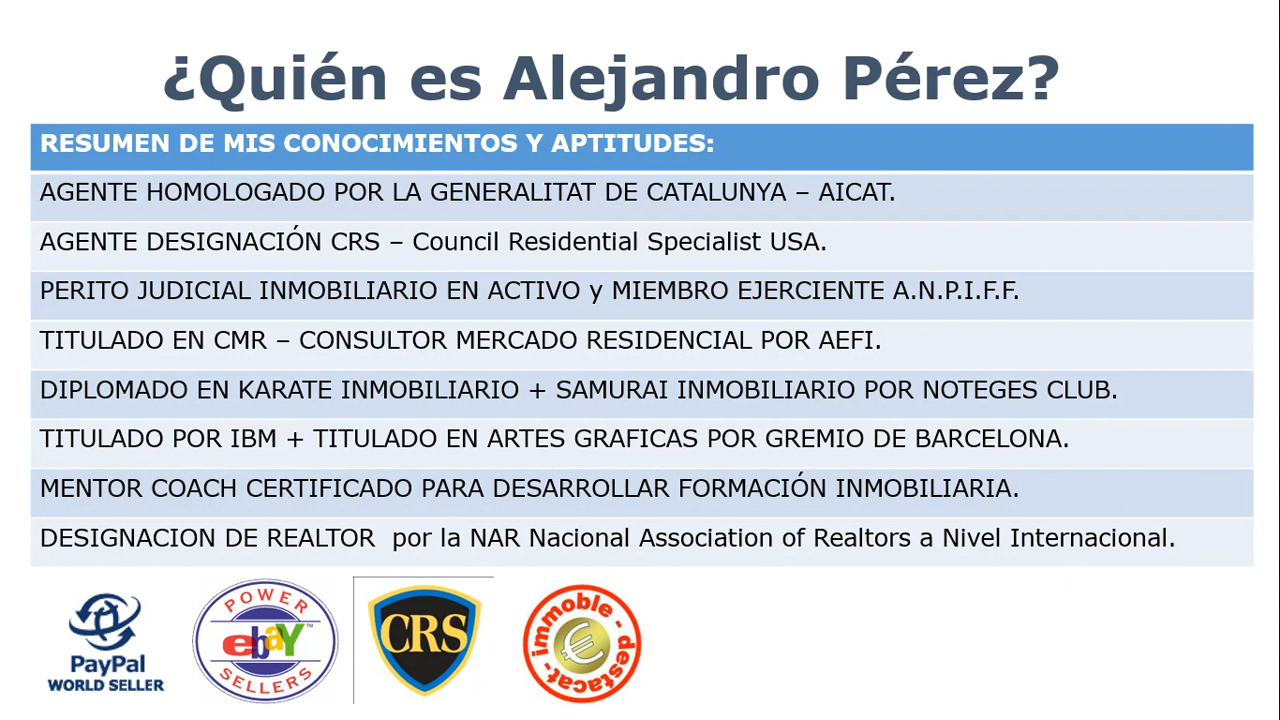 ¿Quién es Alejandro Pérez?
RESUMEN DE MIS CONOCIMIENTOS Y APTITUDES:
AGENTE HOMOLOGADO POR LA GENERALITAT DE CATALUNYA – AICAT.
AGENTE DESIGNACIÓN CRS – Council Residential Specialist USA.
PERITO JUDICIAL INMOBILIARIO EN ACTIVO y MIEMBRO EJERCIENTE A.N.P.I.F.F.
TITULADO EN CMR – CONSULTOR MERCADO RESIDENCIAL POR AEFI.
DIPLOMADO EN KARATE INMOBILIARIO + SAMURAI INMOBILIARIO POR NOTEGES CLUB.
TITULADO POR IBM + TITULADO EN ARTES GRAFICAS POR GREMIO DE BARCELONA.
MENTOR COACH CERTIFICADO PARA DESARROLLAR FORMACIÓN INMOBILIARIA.
DESIGNACION DE REALTOR  por la NAR Nacional Association of Realtors a Nivel Internacional.
PayPal
WORLD SELLER
POWER
ebaY™
SELLERS
CRS
immoble - destacat-
€